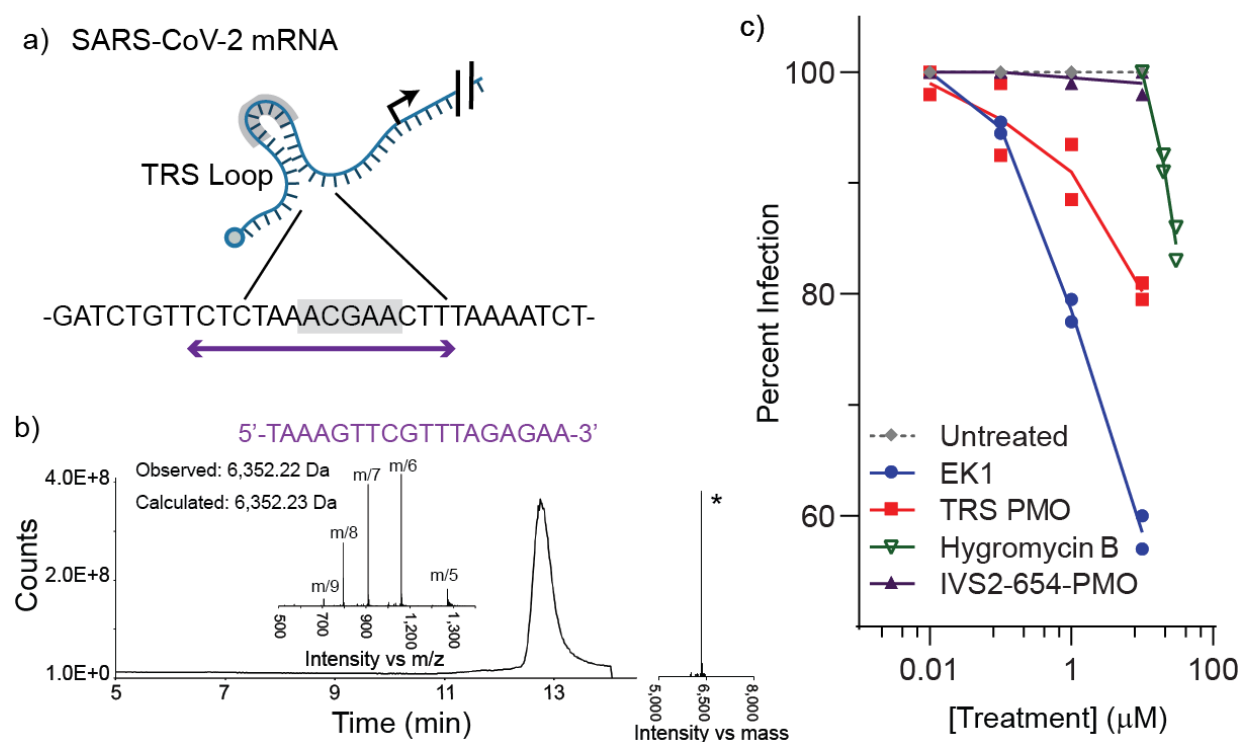 a) SARS-CoV-2 mRNA
TRS Loop
-GATCTGTTCTCTAAACGAACTTTAAAATCT-
b)
5'-TAAAGTTCGTTTAGAGAA-3'
Observed: 6,352.22 Da
Calculated: 6,352.23 Da
4.0E+8
2.0E+8
1.0E+0
Counts
m/9
m/8
m/7
m/6
m/5
500
700
900
1,200
1,300
Intensity vs m/z
*
5
7
9
11
13
Time (min)
5,000
6,500
8,000
Intensity vs mass
c)
100
80
60
Percent Infection
Untreated
EK1
TRS PMO
Hygromycin B
IVS2-654-PMO
0.01
1
100
[Treatment] (μM)